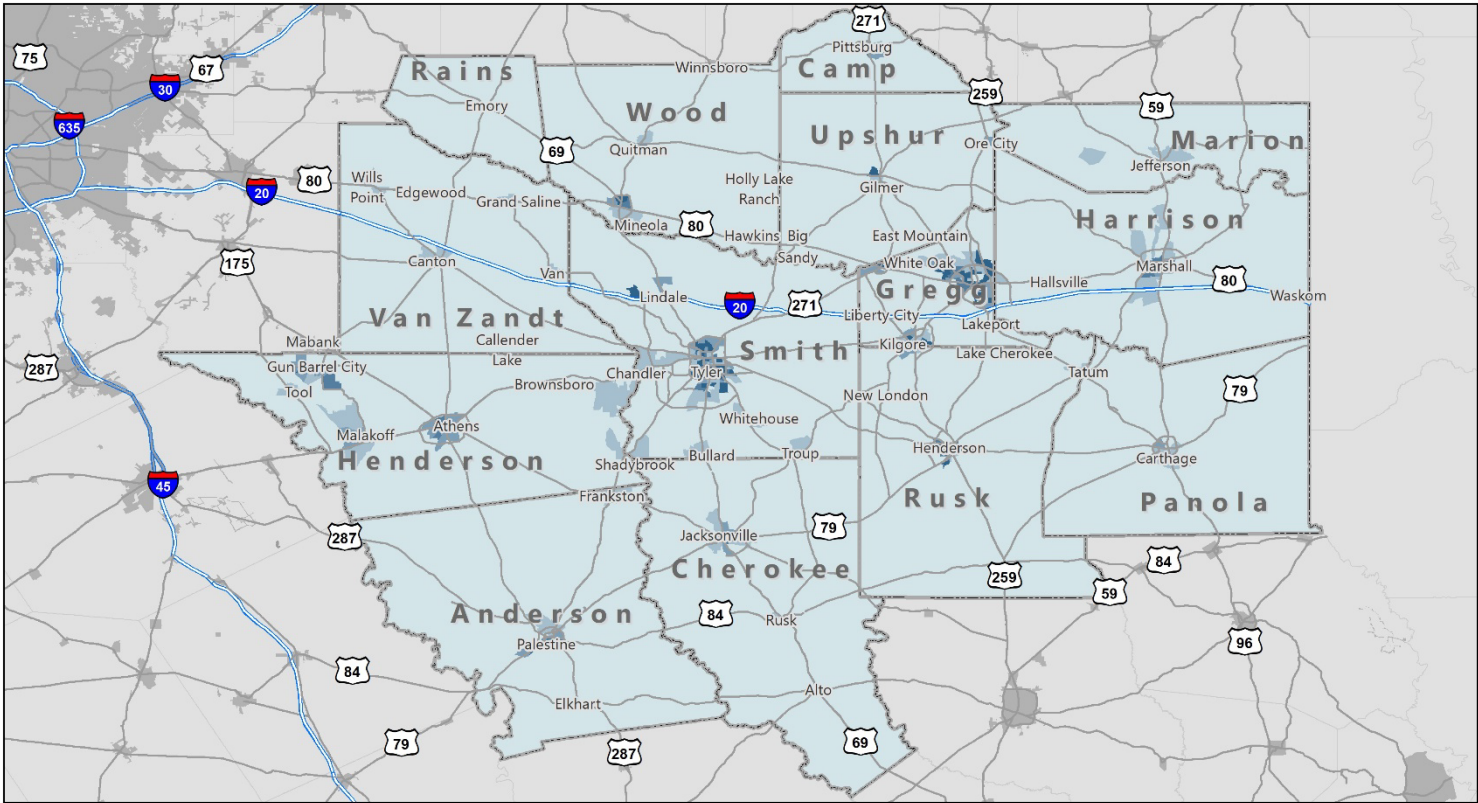 271
Pittsburg
75
67
Rains
Winnsboro
Camp
30
259
Emory
Wood
59
635
Upshur
Marion
69
Quitman
Ore City
Jefferson
80
Wills
Point
20
Edgewood
Grand Saline
Holly Lake
Ranch
Gilmer
Mineola
80
Harrison
175
Canton
Hawkins
Big
Sandy
East Mountain
White Oak
Marshall
Van
Lindale
Gregg
Hallsville
80
Waskom
20
271
Van Zandt
Liberty City
Lakeport
Mabank
Callender
Lake
Smith
Kilgore
Lake Cherokee
287
Gun Barrel City
Chandler
Tyler
Tatum
Tool
Brownsboro
New London
79
Whitehouse
Malakoff
Athens
Henderson
Henderson
Shadybrook
Bullard
Troup
Carthage
45
Frankston
Rusk
Panola
287
Jacksonville
79
Cherokee
259
84
59
Anderson
84
Rusk
96
Palestine
84
Alto
Elkhart
79
287
69